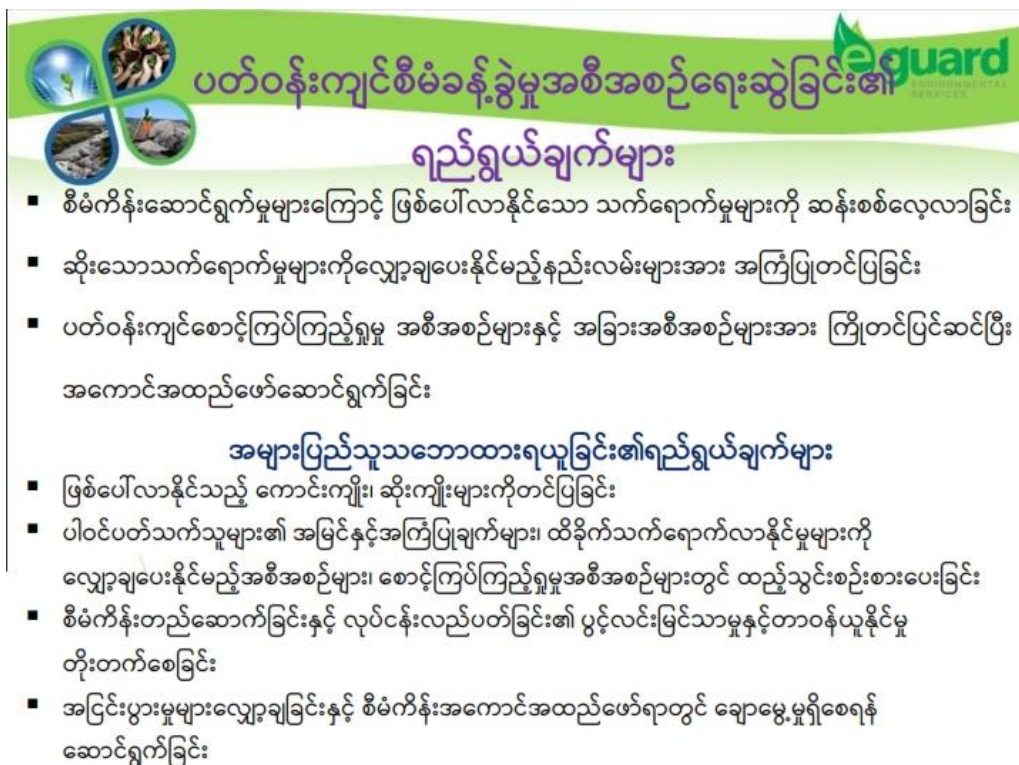 eguard
ENVIRONMENTAL
SERVICES
ပတ်ဝန်းကျင်စီမံခန့်ခွဲမှုအစီအစဉ်ရေးဆွဲခြင်း၏
ရည်ရွယ်ချက်များ
▪ စီမံကိန်းဆောင်ရွက်မှုများကြောင့် ဖြစ်ပေါ်လာနိုင်သော သက်ရောက်မှုများကို ဆန်းစစ်လေ့လာခြင်း
▪ ဆိုးသောသက်ရောက်မှုများကိုလျှော့ချပေးနိုင်မည့်နည်းလမ်းများအား အကြံပြုတင်ပြခြင်း
▪ ပတ်ဝန်းကျင်စောင့်ကြပ်ကြည့်ရှုမှု အစီအစဉ်များနှင့် အခြားအစီအစဉ်များအား ကြိုတင်ပြင်ဆင်ပြီး
အကောင်အထည်ဖော်ဆောင်ရွက်ခြင်း
အများပြည်သူသဘောထားရယူခြင်း၏ရည်ရွယ်ချက်များ
▪ ဖြစ်ပေါ်လာနိုင်သည့် ကောင်းကျိုး၊ ဆိုးကျိုးများကိုတင်ပြခြင်း
▪ ပါဝင်ပတ်သက်သူများ၏ အမြင်နှင့်အကြံပြုချက်များ၊ ထိခိုက်သက်ရောက်လာနိုင်မှုများကို
လျှော့ချပေးနိုင်မည့်အစီအစဉ်များ၊ စောင့်ကြပ်ကြည့်ရှုမှုအစီအစဉ်များတွင် ထည့်သွင်းစဉ်းစားပေးခြင်း
▪ စီမံကိန်းတည်ဆောက်ခြင်းနှင့် လုပ်ငန်းလည်ပတ်ခြင်း၏ ပွင့်လင်းမြင်သာမှုနှင့်တာဝန်ယူနိုင်မှု
တိုးတက်စေခြင်း
▪ အငြင်းပွားမှုများလျှော့ချခြင်းနှင့် စီမံကိန်းအကောင်အထည်ဖော်ရာတွင် ချောမွေ့မှုရှိစေရန်
ဆောင်ရွက်ခြင်း